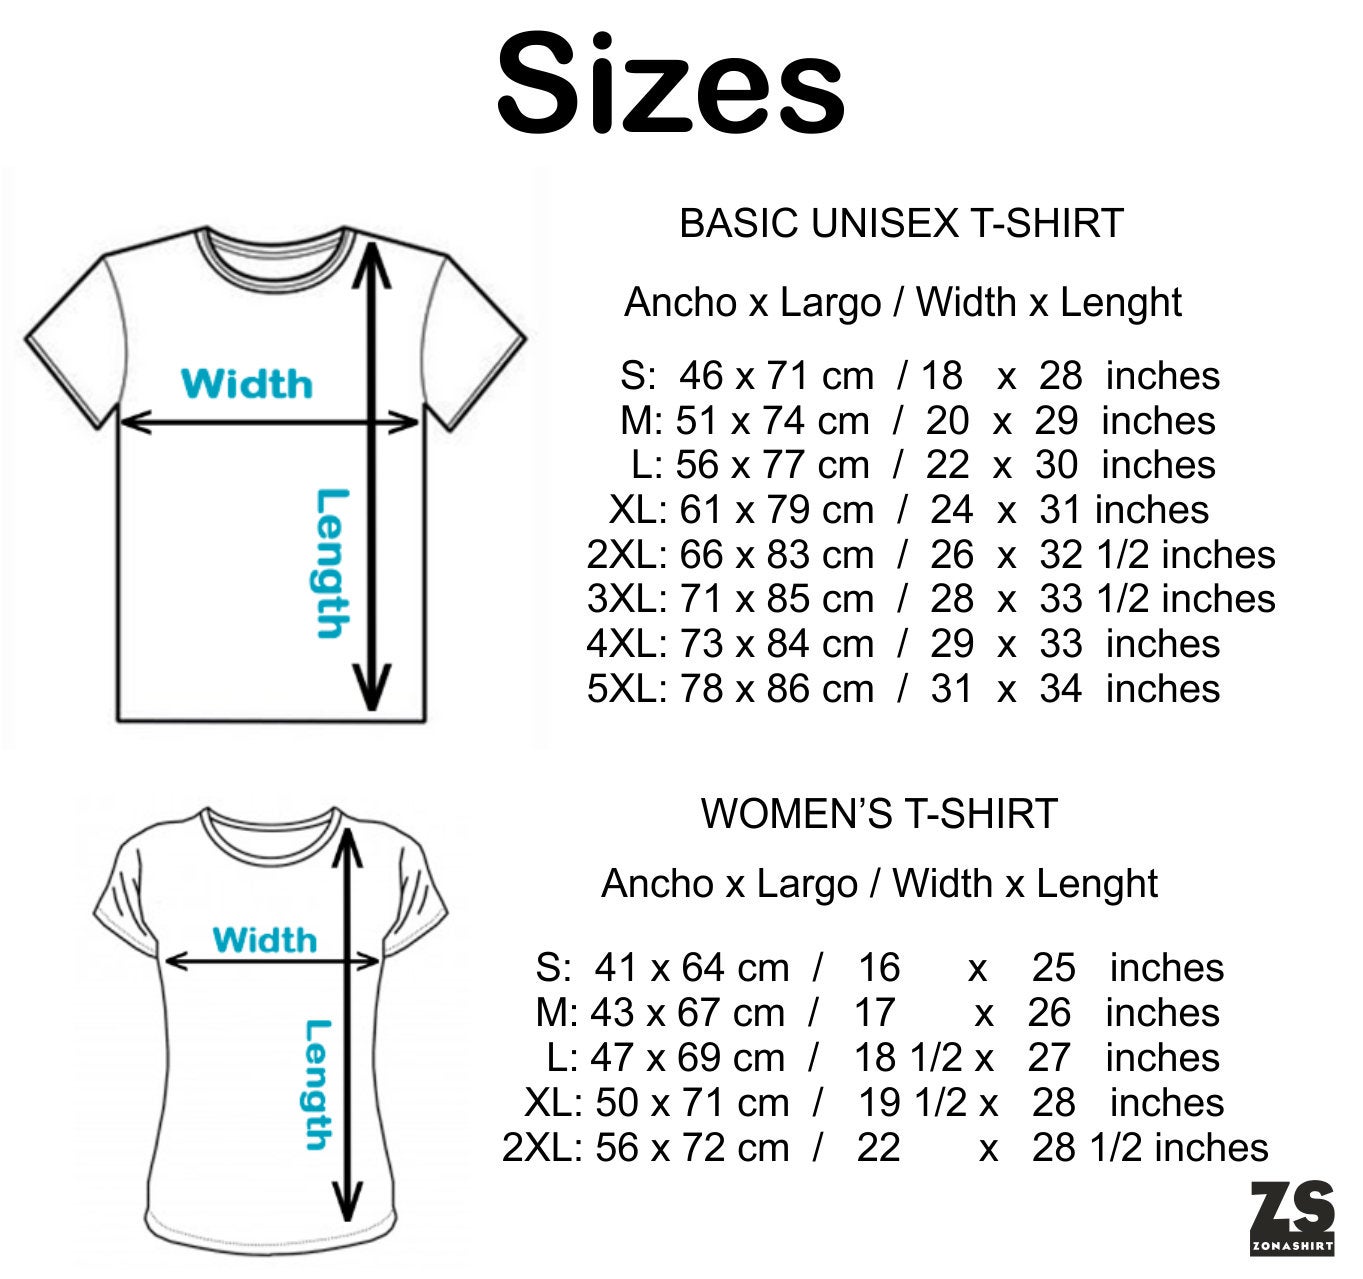 Sizes
BASIC UNISEX T-SHIRT
Ancho x Largo / Width x Lenght
S: 46 x 71 cm / 18 x 28 inches
M: 51 x 74 cm / 20 x 29 inches
L: 56 x 77 cm / 22 x 30 inches
XL: 61 x 79 cm / 24 x 31 inches
2XL: 66 x 83 cm / 26 x 32 1/2 inches
3XL: 71 x 85 cm / 28 x 33 1/2 inches
4XL: 73 x 84 cm / 29 x 33 inches
5XL: 78 x 86 cm / 31 x 34 inches
Width
Length
WOMEN’S T-SHIRT
Ancho x Largo / Width x Lenght
S: 41 x 64 cm / 16 x 25 inches
M: 43 x 67 cm / 17 x 26 inches
L: 47 x 69 cm / 18 1/2 x 27 inches
XL: 50 x 71 cm / 19 1/2 x 28 inches
2XL: 56 x 72 cm / 22 x 28 1/2 inches
Width
Length
ZS
ZONASHIRT